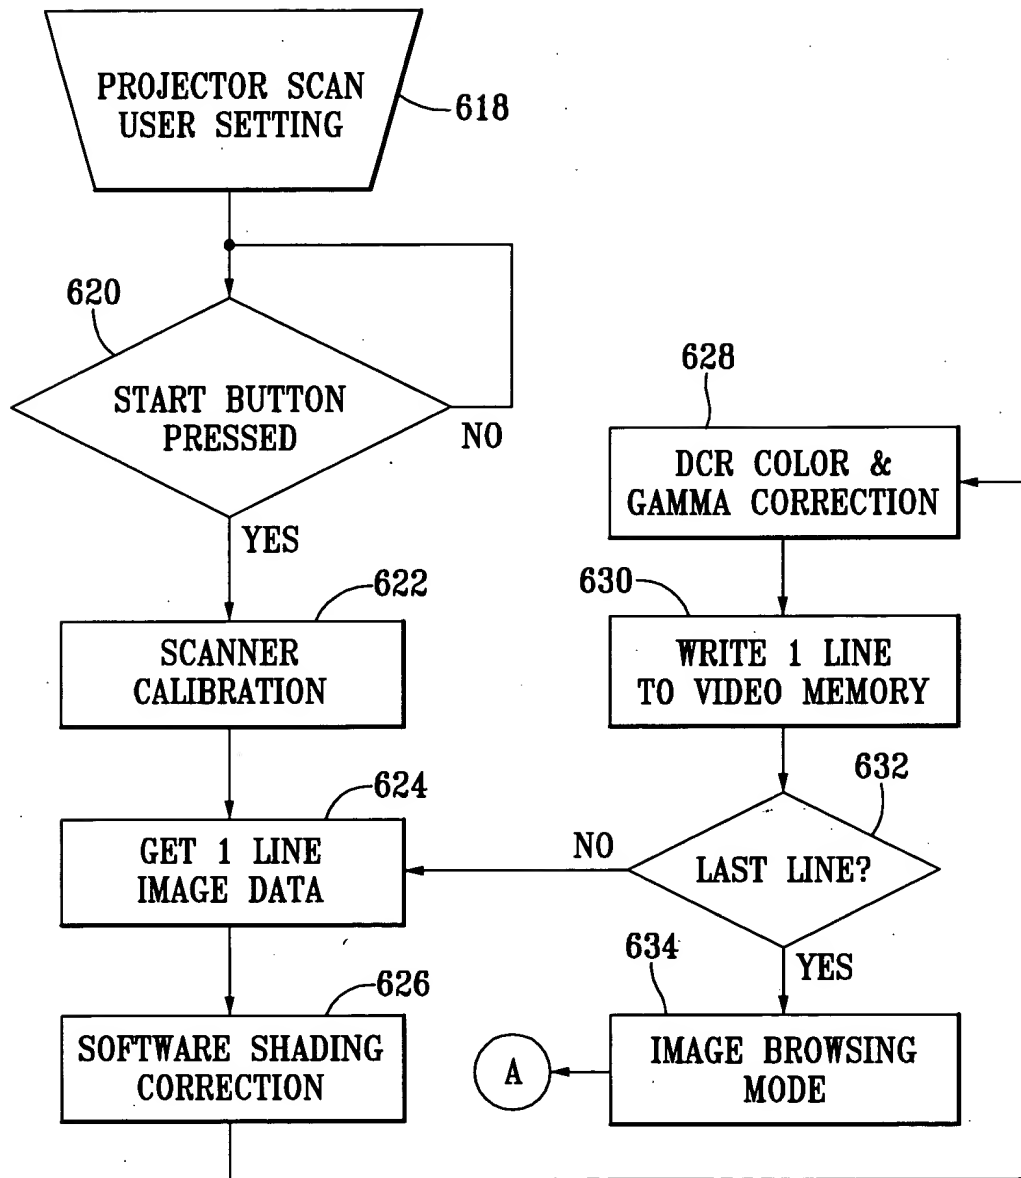 PROJECTOR SCAN
USER SETTING
618
620
START BUTTON
PRESSED
NO
YES
622
SCANNER
CALIBRATION
624
GET 1 LINE
IMAGE DATA
626
SOFTWARE SHADING
CORRECTION
628
DCR COLOR &
GAMMA CORRECTION
630
WRITE 1 LINE
TO VIDEO MEMORY
632
LAST LINE?
NO
YES
634
IMAGE BROWSING
MODE
A